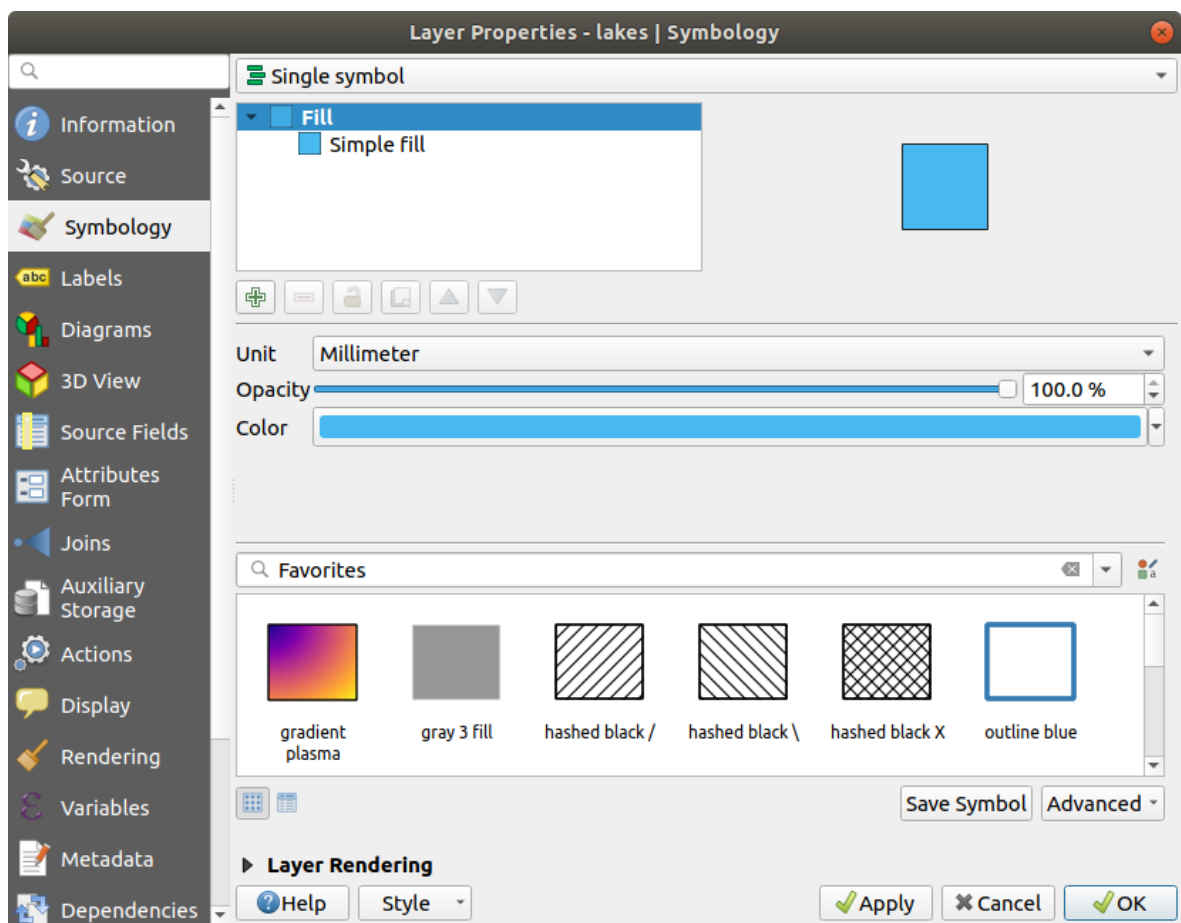 Layer Properties - lakes | Symbology
Information
Source
Symbology
abc Labels
Diagrams
3D View
Source Fields
Attributes
Form
Joins
Auxiliary
Storage
Actions
Display
Rendering
Variables
Metadata
Dependencies
Single symbol
Fill
Simple fill
Unit Millimeter
Opacity 100.0 %
Color
Favorites
a
gradient
plasma
gray 3 fill
hashed black /
hashed black \
hashed black X
outline blue
Save Symbol Advanced
Layer Rendering
Help Style Apply Cancel OK